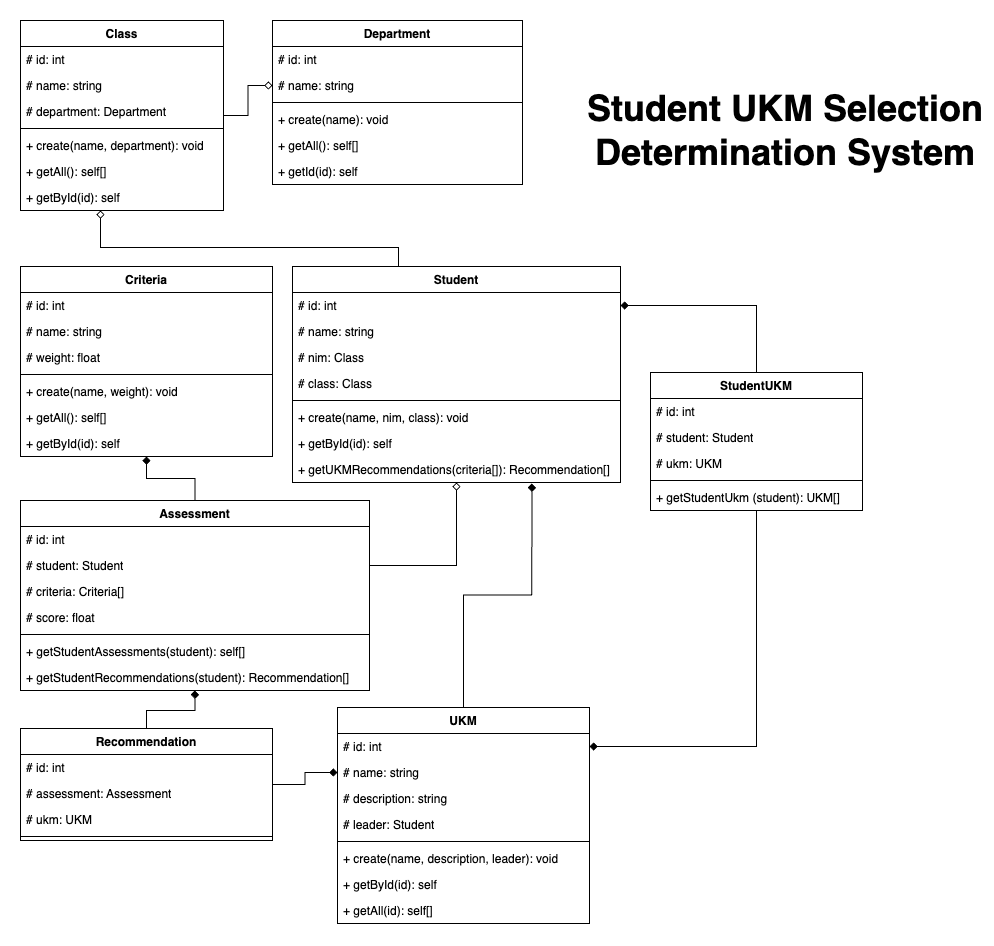 Class
# id: int
# name: string
# department: Department
+ create(name, department): void
+ getAll(): self[]
+ getById(id): self
Department
# id: int
# name: string
+ create(name): void
+ getAll(): self[]
+ getId(id): self
Student UKM Selection
Determination System
Criteria
# id: int
# name: string
# weight: float
+ create(name, weight): void
+ getAll(): self[]
+ getById(id): self
Student
# id: int
# name: string
# nim: Class
# class: Class
+ create(name, nim, class): void
+ getById(id): self
+ getUKMRecommendations(criteria[]): Recommendation[]
StudentUKM
# id: int
# student: Student
# ukm: UKM
+ getStudentUkm (student): UKM[]
Assessment
# id: int
# student: Student
# criteria: Criteria[]
# score: float
+ getStudentAssessments(student): self[]
+ getStudentRecommendations(student): Recommendation[]
Recommendation
# id: int
# assessment: Assessment
# ukm: UKM
UKM
# id: int
# name: string
# description: string
# leader: Student
+ create(name, description, leader): void
+ getById(id): self
+ getAll(id): self[]